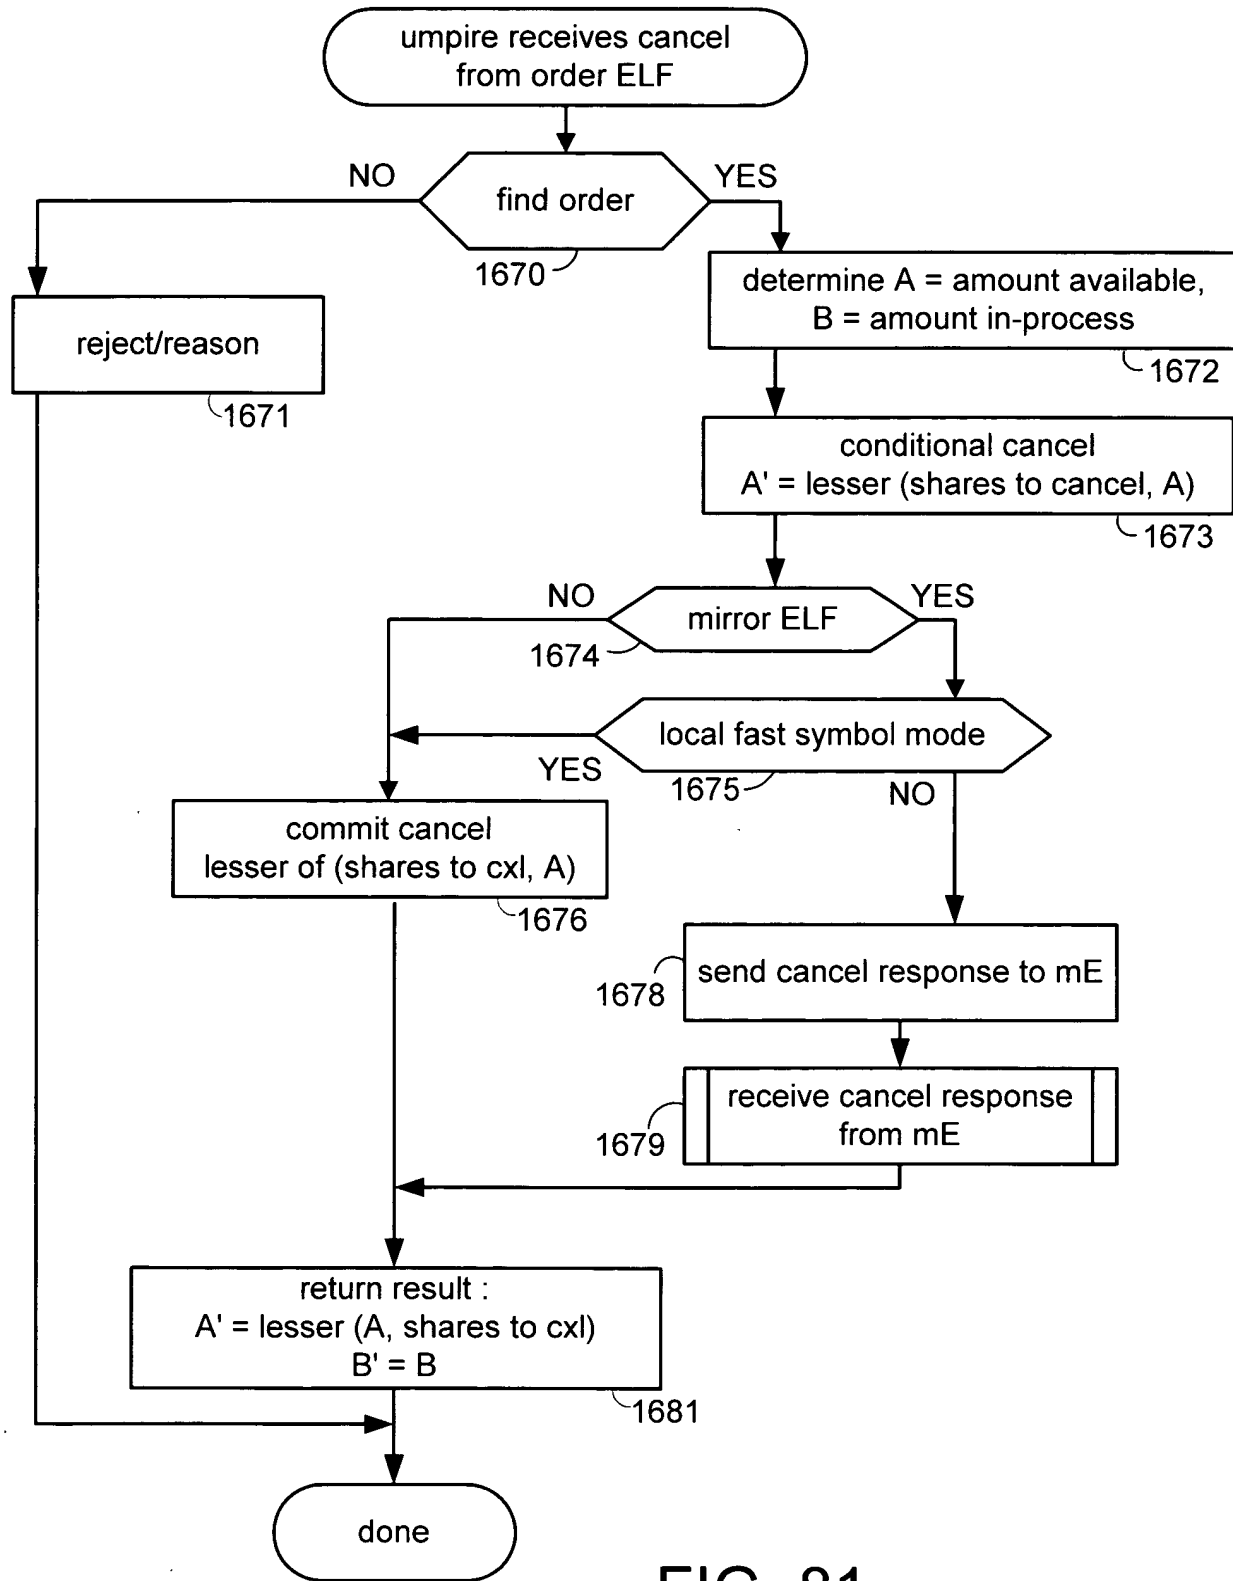 umpire receives cancel
from order ELF
NO
YES
find order
1670
determine A = amount available,
B = amount in-process
1672
reject/reason
1671
conditional cancel
A' = lesser (shares to cancel, A)
1673
NO
YES
mirror ELF
1674
local fast symbol mode
YES
1675
NO
commit cancel
lesser of (shares to cxl, A)
1676
send cancel response to mE
1678
receive cancel response
from mE
1679
return result :
A' = lesser (A, shares to cxl)
B' = B
1681
done
FIG. 81